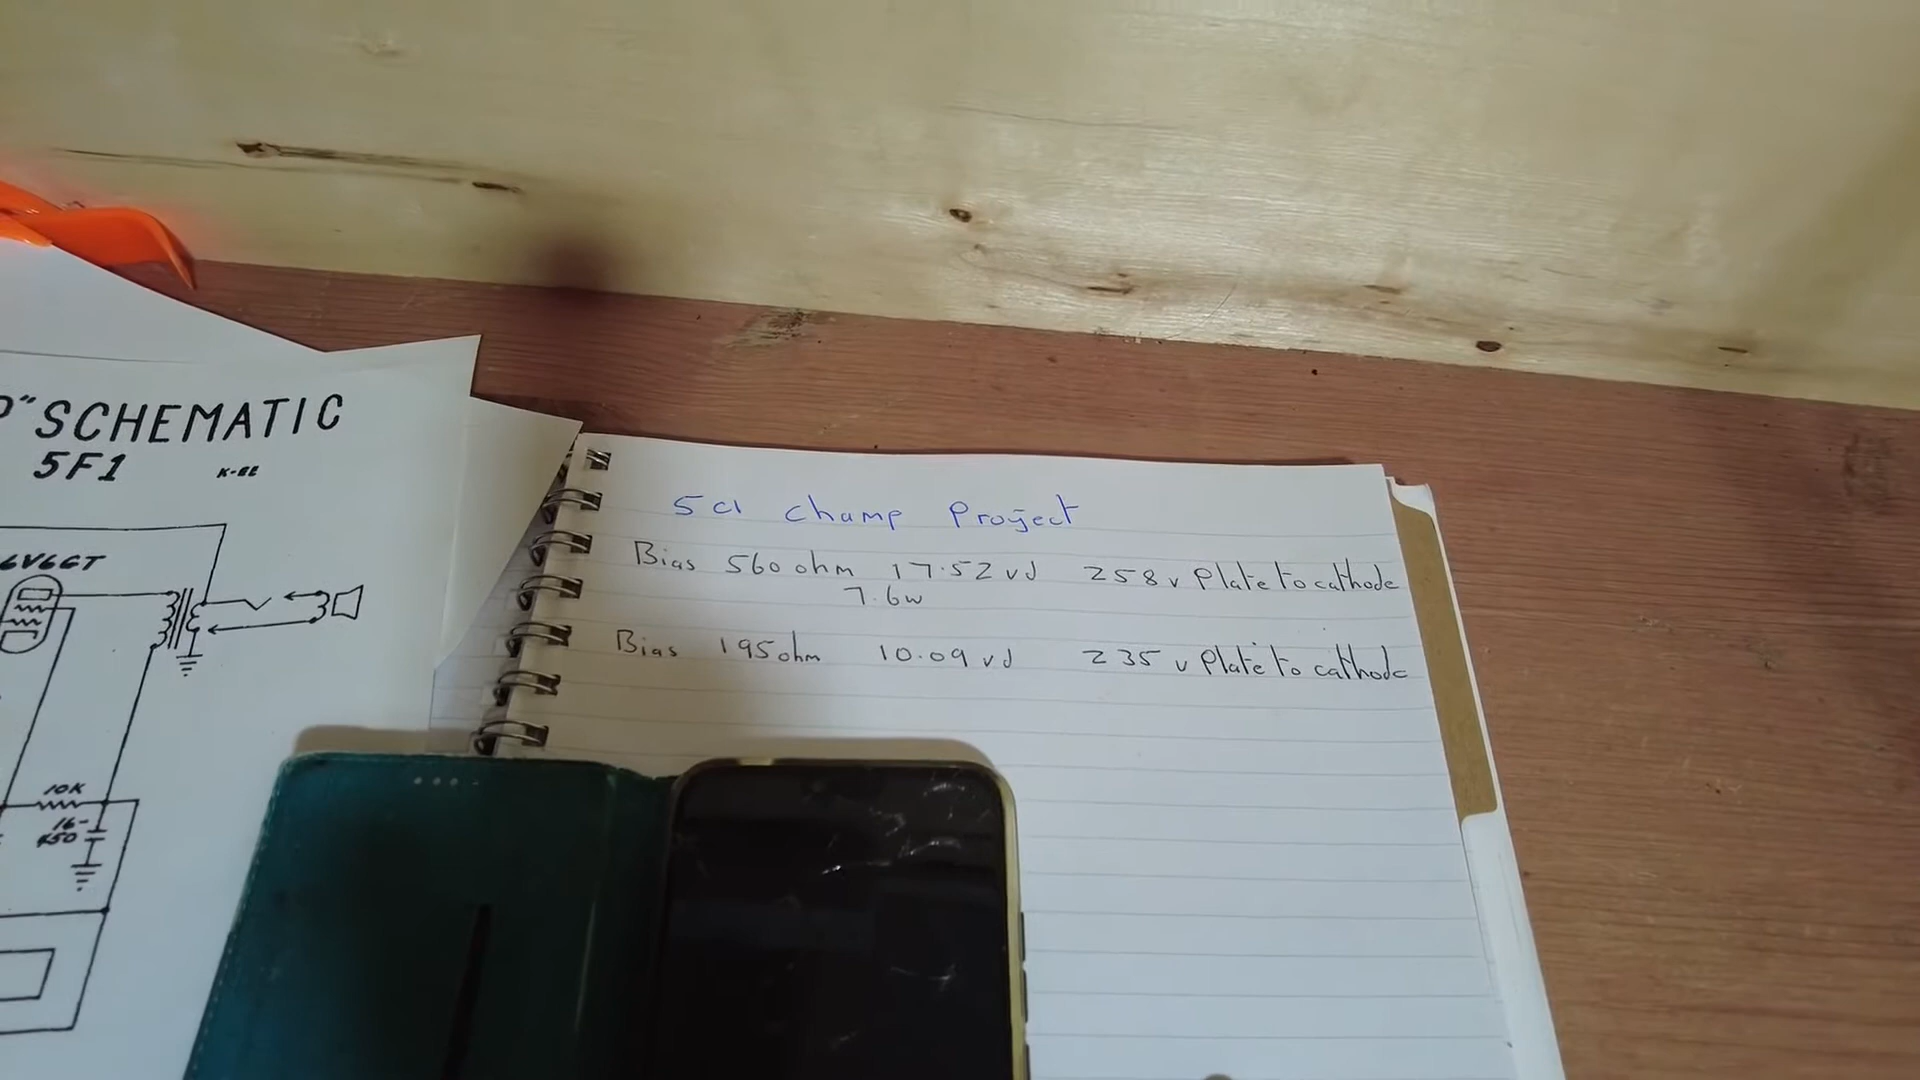 "SCHEMATIC
5F1
K-EE
6V6GT
10K
16-
450
5c1 champ Project
Bias 560 ohm 17.52 vd 258 v Plate to cathode
7.6w
Bias 195 ohm 10.09 vd 235 v Plate to cathode